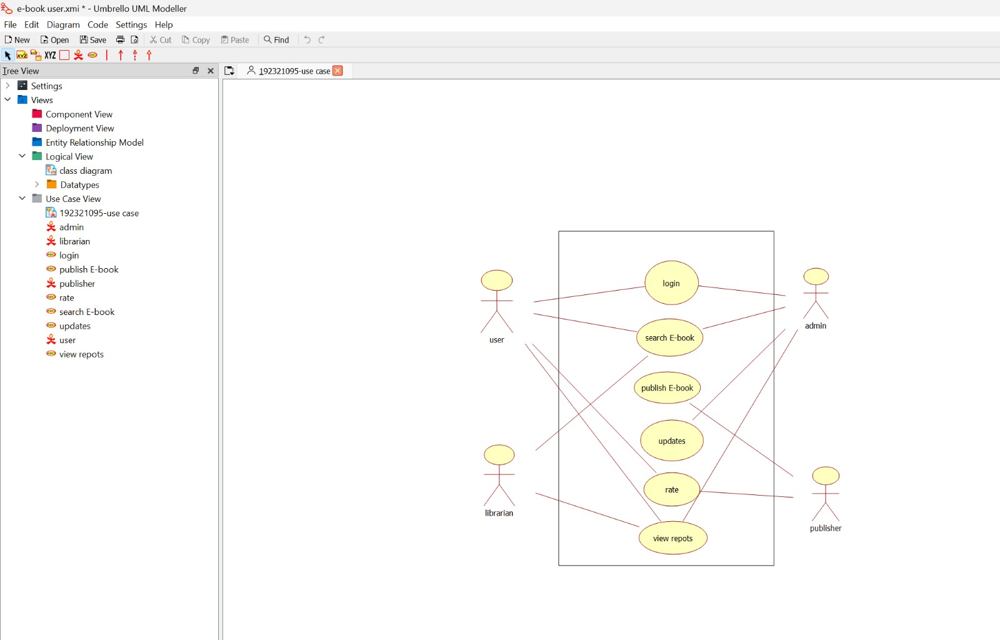 e-book user.xmi * - Umbrello UML Modeller
File Edit Diagram Code Settings Help
New Open Save Cut Copy Paste Find
XYZ XYZ ABC
Tree View
192321095-use case
Settings
Views
Component View
Deployment View
Entity Relationship Model
Logical View
class diagram
Datatypes
Use Case View
192321095-use case
admin
librarian
login
publish E-book
publisher
rate
search E-book
updates
user
view repots
login
search E-book
publish E-book
updates
rate
view repots
user
admin
librarian
publisher